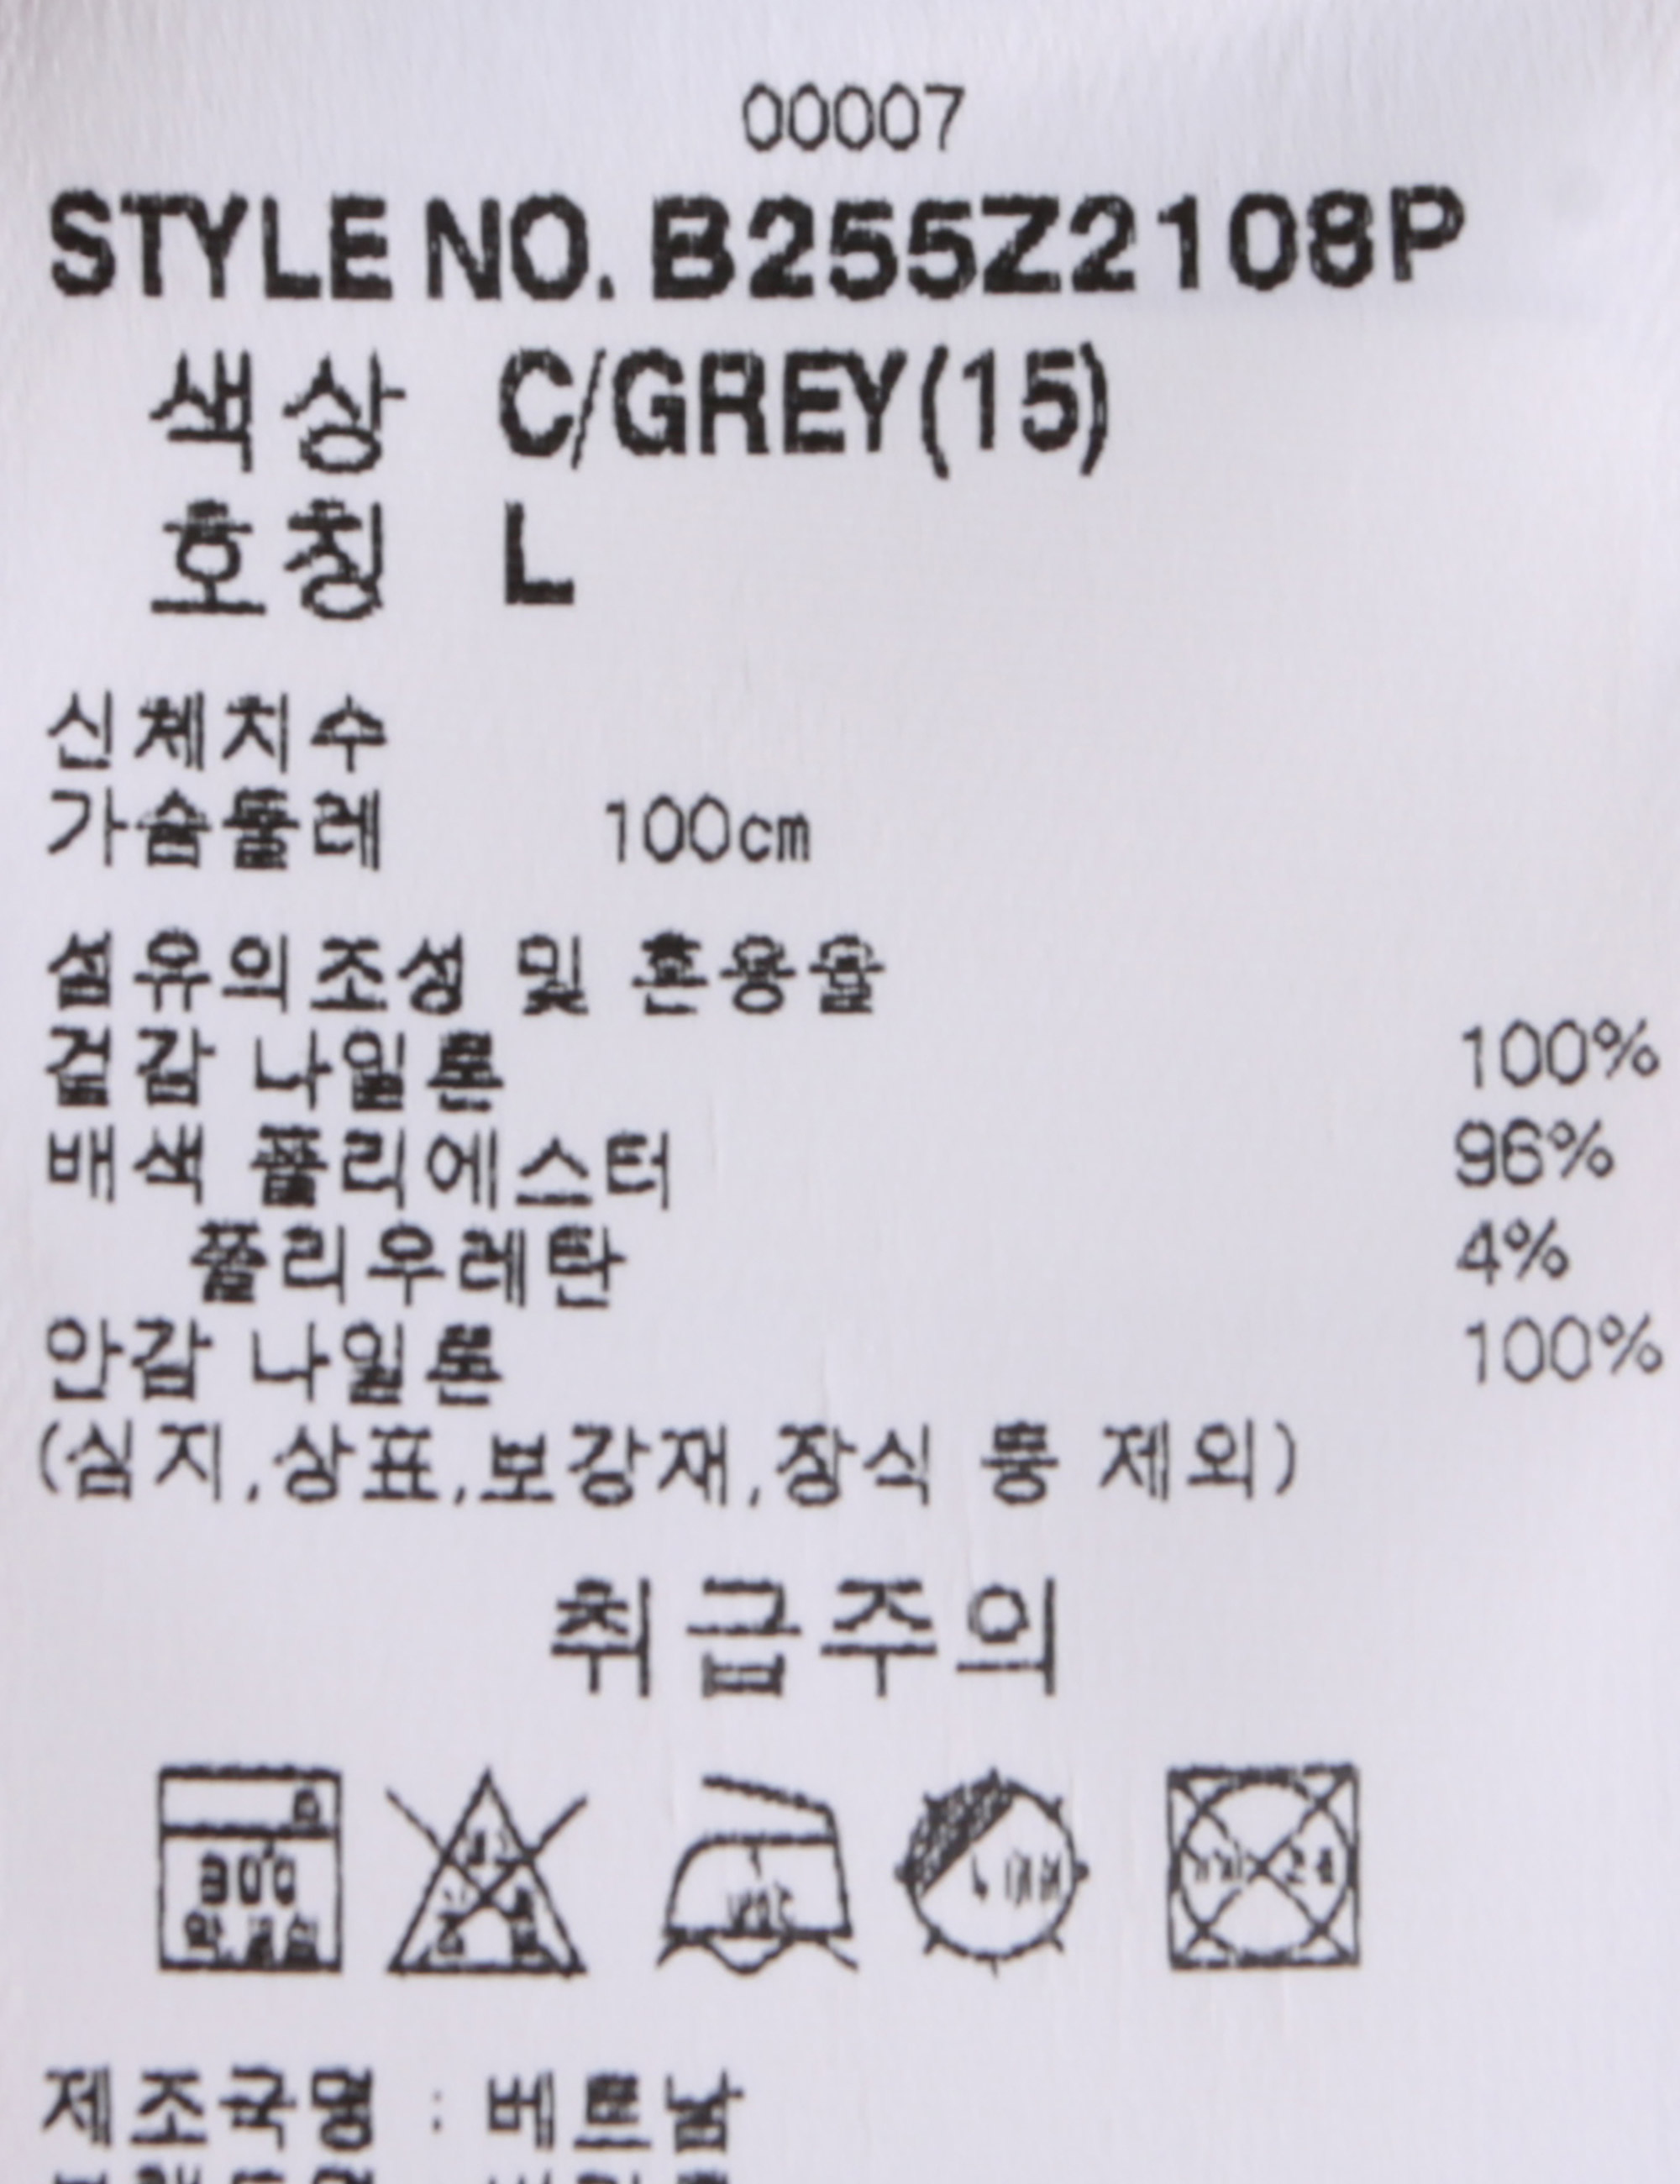 00007
STYLE NO. B255Z2108P
색상 C/GREY(15)
호칭 L
신체치수
가슴둘레 100cm
섬유의조성 및 혼용율
겉감 나일론 100%
배색 폴리에스터 96%
폴리우레탄 4%
안감 나일론 100%
(심지,상표,보강재,장식 등 제외)
취급주의
제조국명 : 베트남